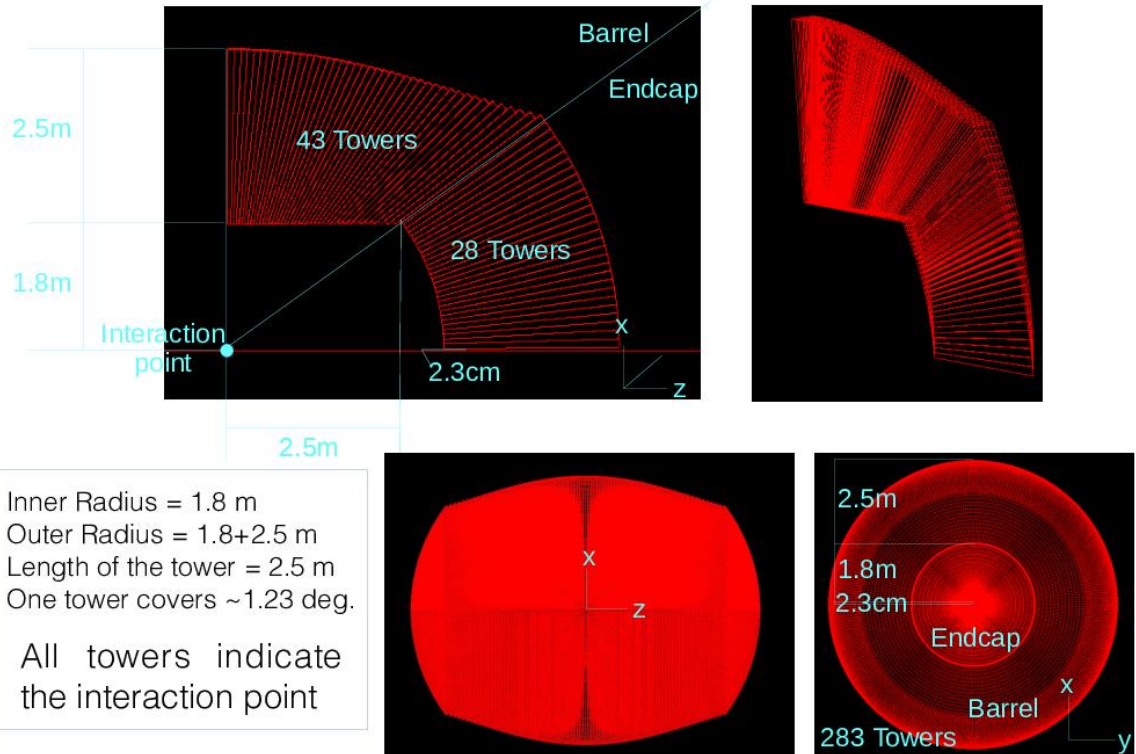 Barrel
Endcap
2.5m
43 Towers
28 Towers
1.8m
x
Interaction
point
2.3cm
z
2.5m
Inner Radius = 1.8 m
Outer Radius = 1.8+2.5 m
Length of the tower = 2.5 m
One tower covers ~1.23 deg.
All towers indicate
the interaction point
x
z
2.5m
1.8m
2.3cm
Endcap
x
Barrel
283 Towers
y